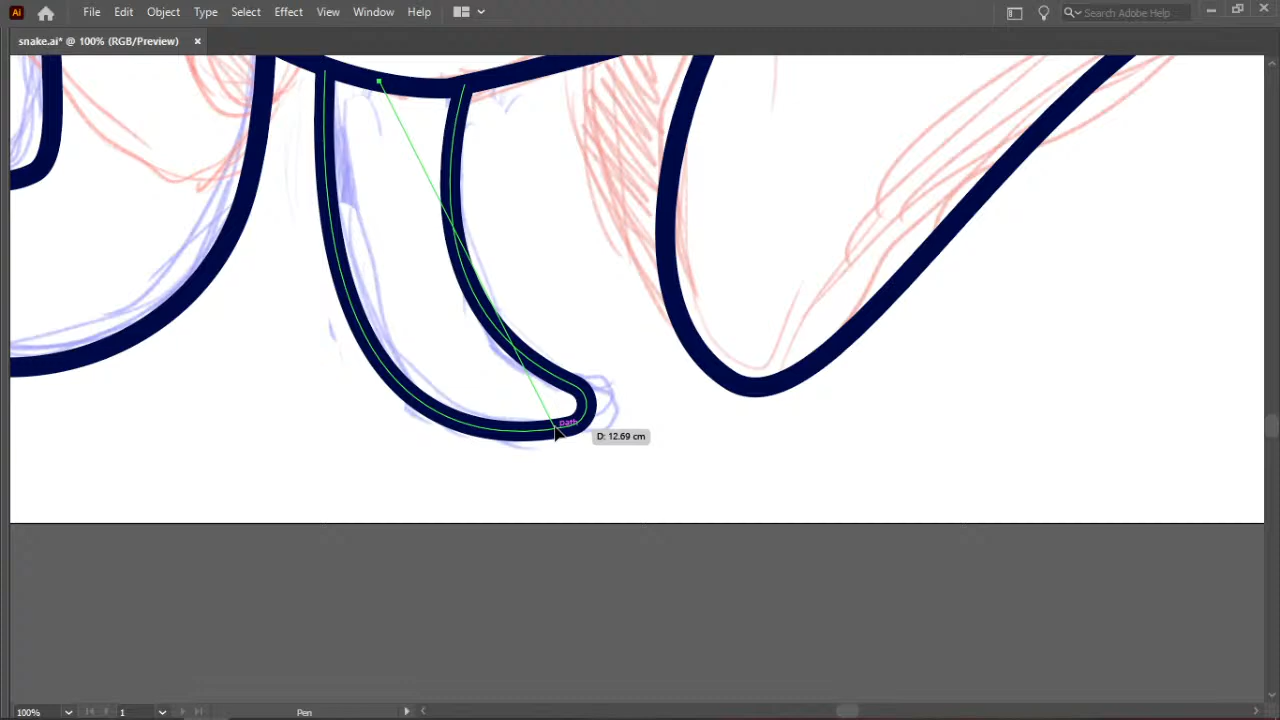 Ai File Edit Object Type Select Effect View Window Help Search Adobe Help
snake.ai* @ 100% (RGB/Preview) ×
path
D: 12.69 cm
100% 1 Pen